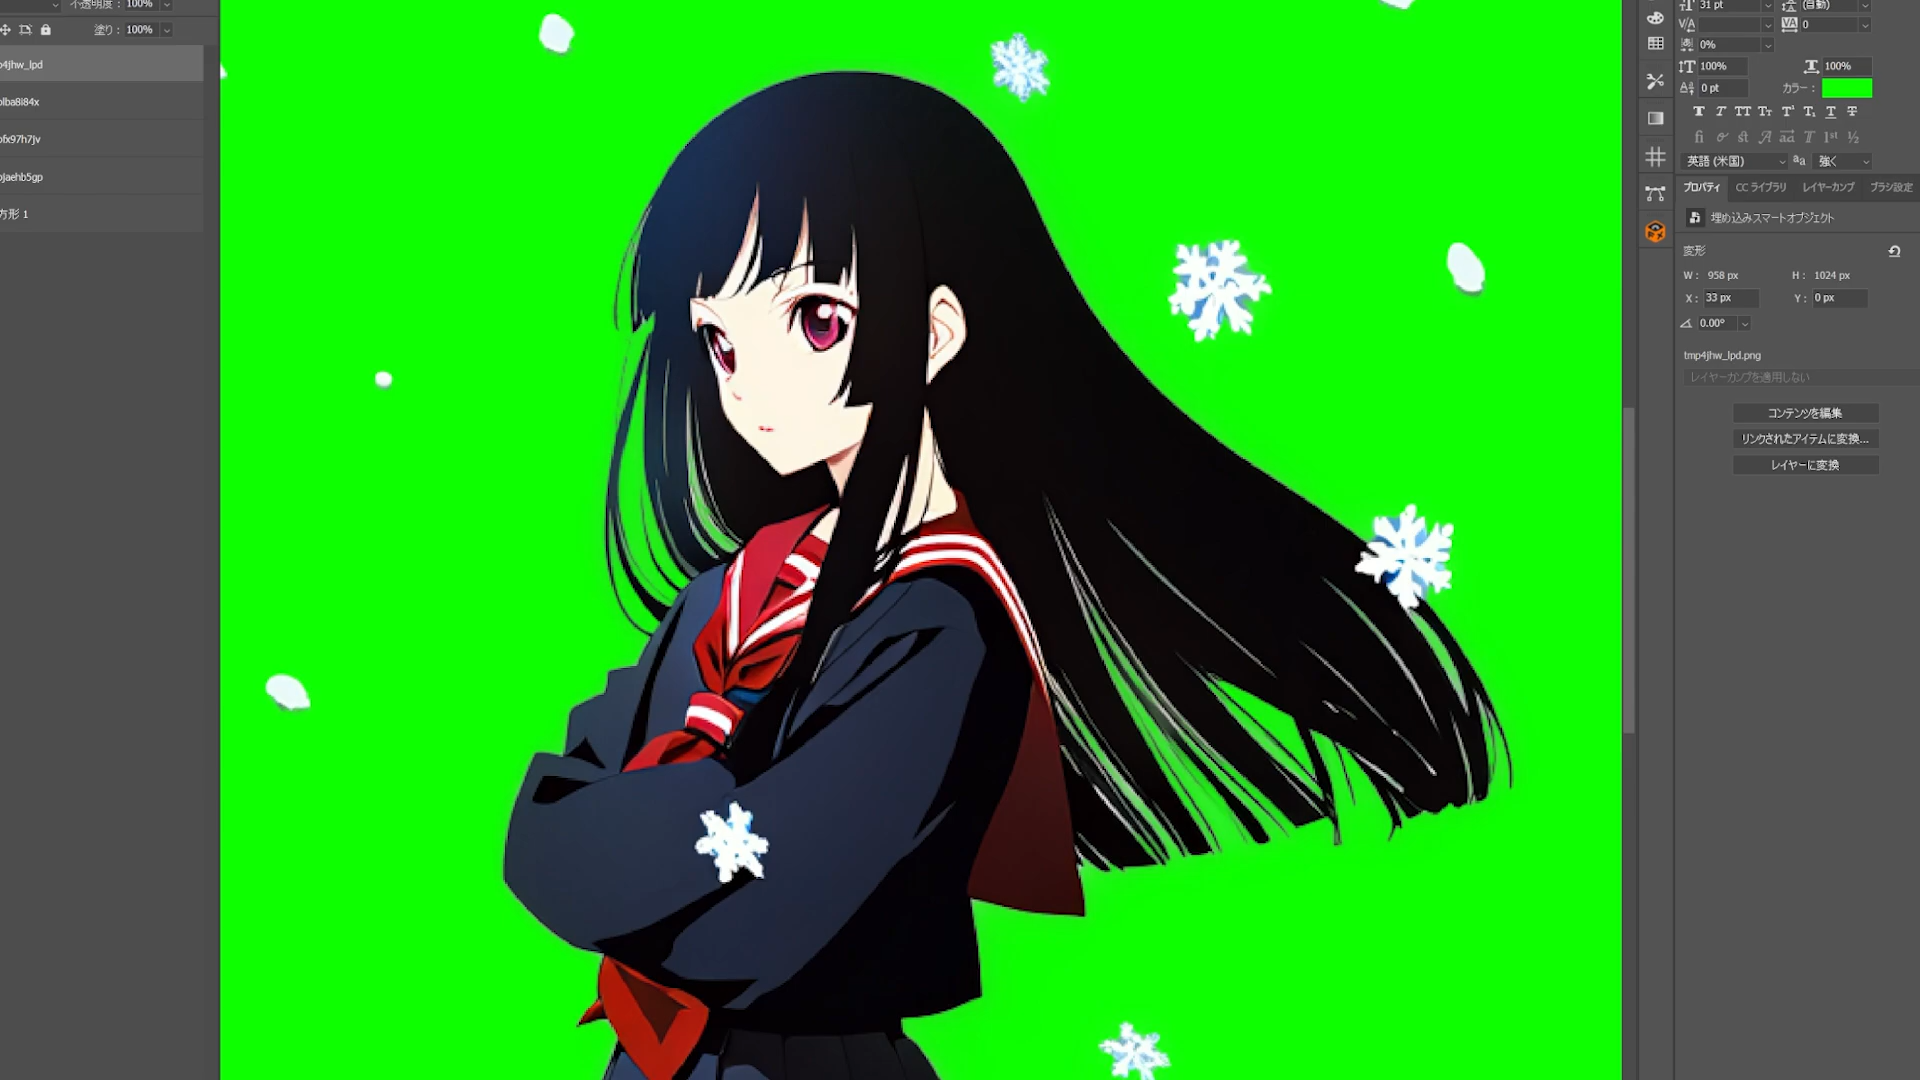 不透明度： 100%
塗り： 100%
p4jhw_lpd
plba8i84x
ofx97h7jv
ojaehb5gp
方形 1
31 pt
(自動)
0
0%
100%
100%
0 pt
カラー：
英語 (米国)
aa
強く
プロパティ
CC ライブラリ
レイヤーカンプ
ブラシ設定
埋め込みスマートオブジェクト
変形
W： 958 px
H： 1024 px
X： 33 px
Y： 0 px
0.00°
tmp4jhw_lpd.png
レイヤーカンプを適用しない
コンテンツを編集
リンクされたアイテムに変換...
レイヤーに変換